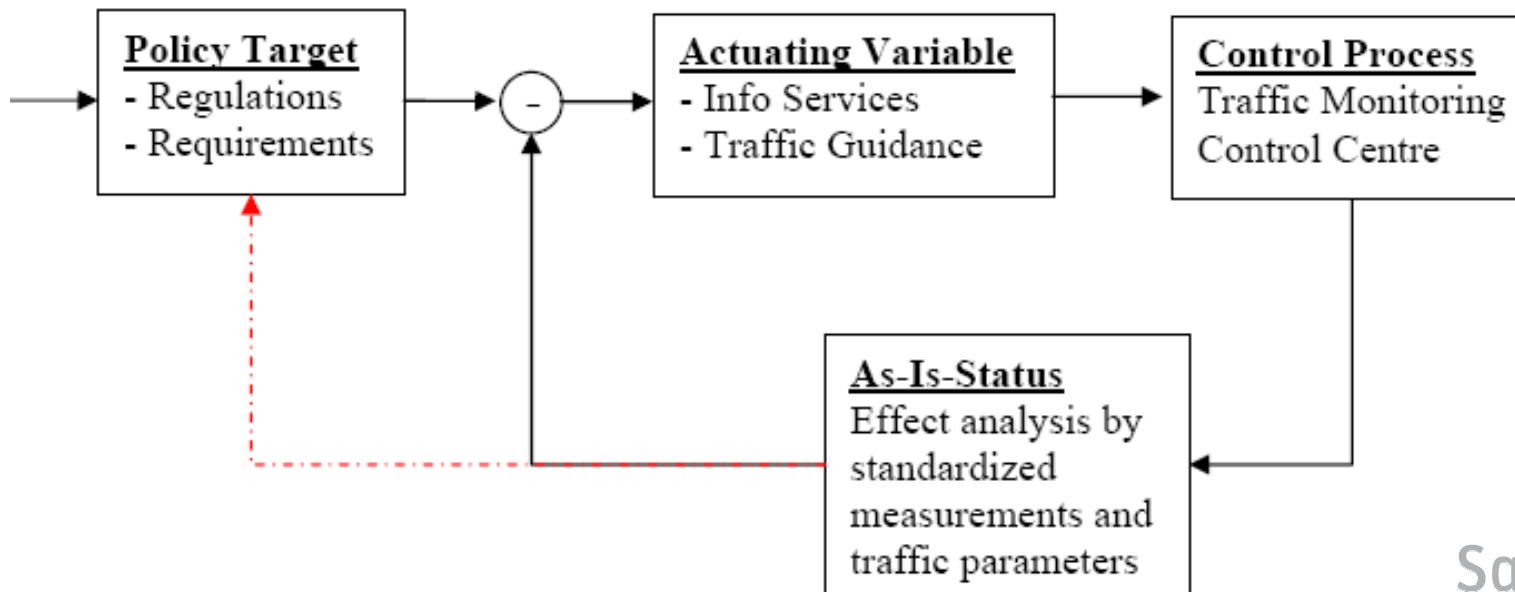 Policy Target
- Regulations
- Requirements
-
Actuating Variable
- Info Services
- Traffic Guidance
Control Process
Traffic Monitoring
Control Centre
As-Is-Status
Effect analysis by
standardized
measurements and
traffic parameters